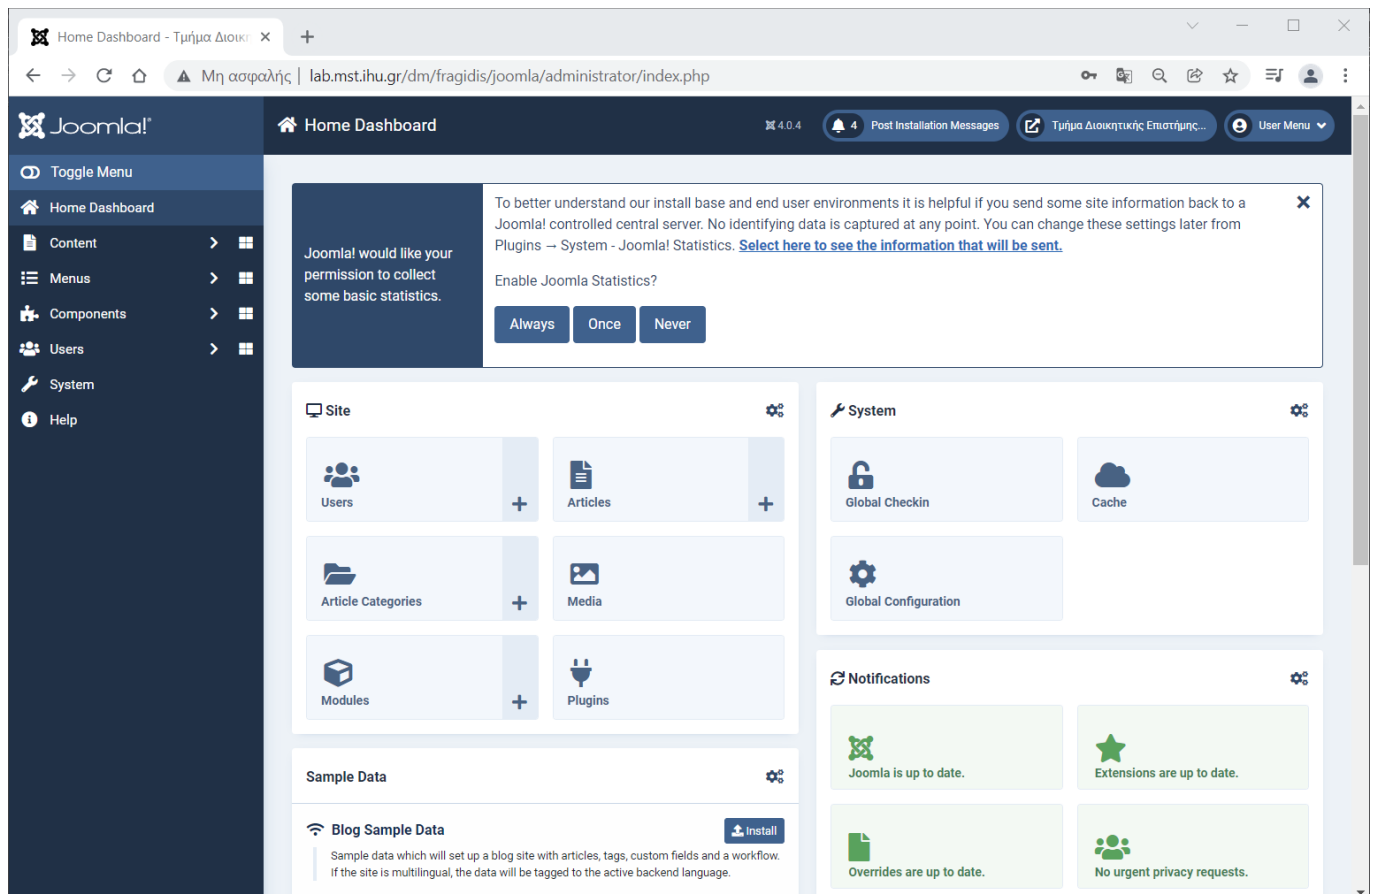 Home Dashboard - Τμήμα Διοικη
Μη ασφαλής | lab.mst.ihu.gr/dm/fragidis/joomla/administrator/index.php
Joomla!®
Home Dashboard
4.0.4
4 Post Installation Messages
Τμήμα Διοικητικής Επιστήμης...
User Menu
Toggle Menu
Home Dashboard
Content
Menus
Components
Users
System
Help
Joomla! would like your
permission to collect
some basic statistics.
To better understand our install base and end user environments it is helpful if you send some site information back to a
Joomla! controlled central server. No identifying data is captured at any point. You can change these settings later from
Plugins → System - Joomla! Statistics. Select here to see the information that will be sent.
Enable Joomla Statistics?
Always Once Never
Site
Users
Articles
Article Categories
Media
Modules
Plugins
System
Global Checkin
Cache
Global Configuration
Notifications
Joomla is up to date.
Extensions are up to date.
Overrides are up to date.
No urgent privacy requests.
Sample Data
Blog Sample Data
Install
Sample data which will set up a blog site with articles, tags, custom fields and a workflow.
If the site is multilingual, the data will be tagged to the active backend language.